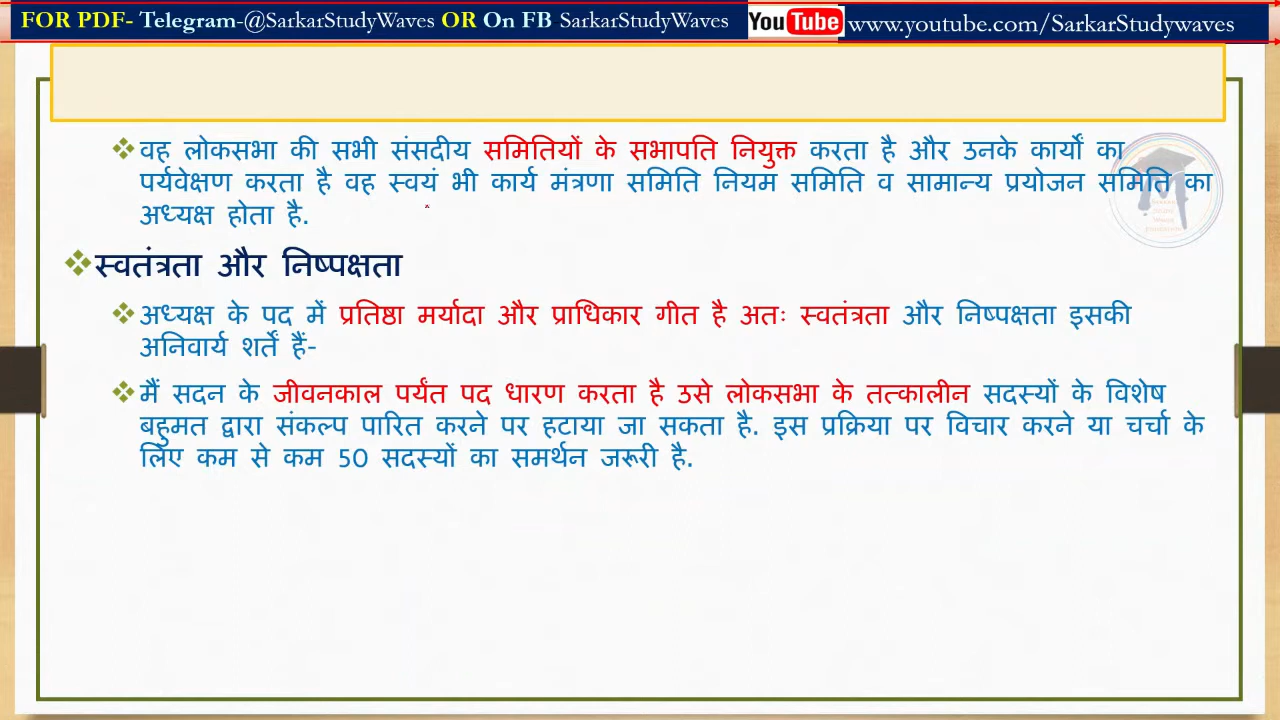 FOR PDF- Telegram-@SarkarStudyWaves OR On FB SarkarStudyWaves YouTube www.youtube.com/SarkarStudywaves
वह लोकसभा की सभी संसदीय समितियों के सभापति नियुक्त करता है और उनके कार्यों का
पर्यवेक्षण करता है वह स्वयं भी कार्य मंत्रणा समिति नियम समिति व सामान्य प्रयोजन समिति का
अध्यक्ष होता है.
स्वतंत्रता और निष्पक्षता
अध्यक्ष के पद में प्रतिष्ठा मर्यादा और प्राधिकार गीत है अतः स्वतंत्रता और निष्पक्षता इसकी
अनिवार्य शर्तें हैं-
मैं सदन के जीवनकाल पर्यंत पद धारण करता है उसे लोकसभा के तत्कालीन सदस्यों के विशेष
बहुमत द्वारा संकल्प पारित करने पर हटाया जा सकता है. इस प्रक्रिया पर विचार करने या चर्चा के
लिए कम से कम 50 सदस्यों का समर्थन जरूरी है.